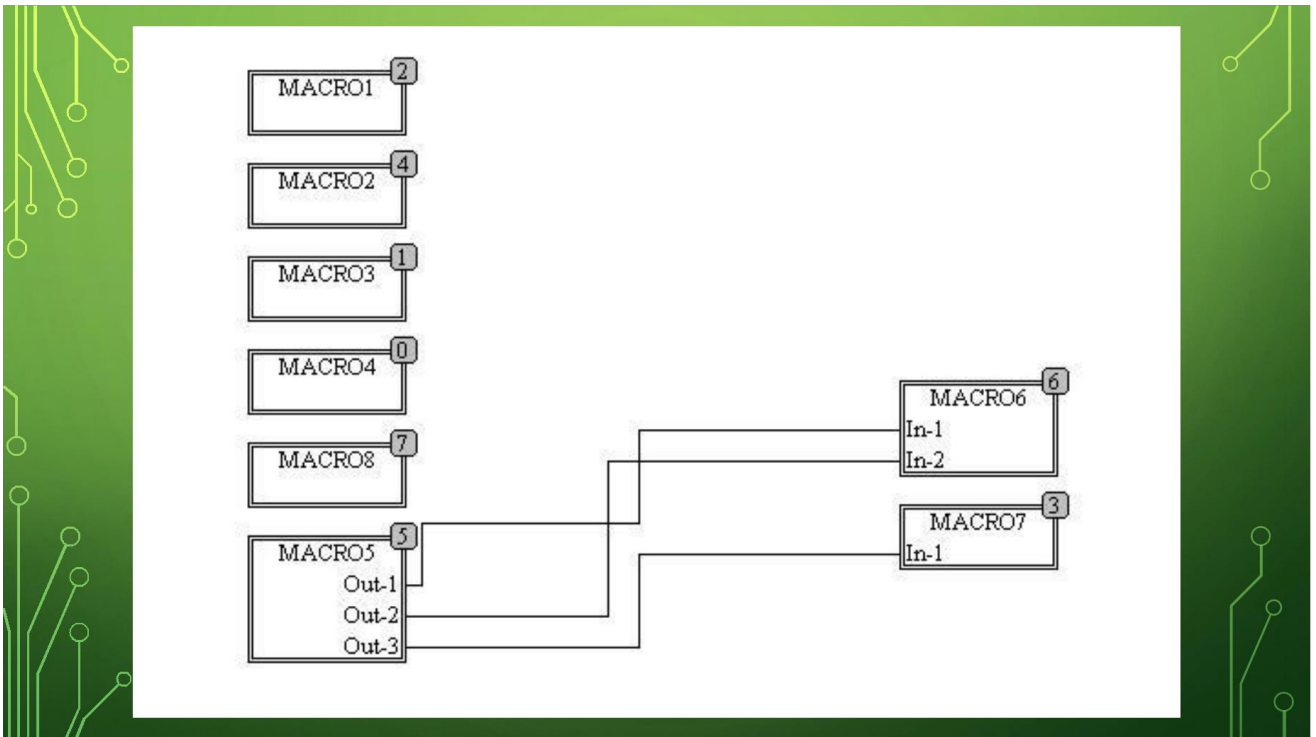 2
MACRO1
4
MACRO2
1
MACRO3
0
MACRO4
7
MACRO8
5
MACRO5
Out-1
Out-2
Out-3
6
MACRO6
In-1
In-2
3
MACRO7
In-1